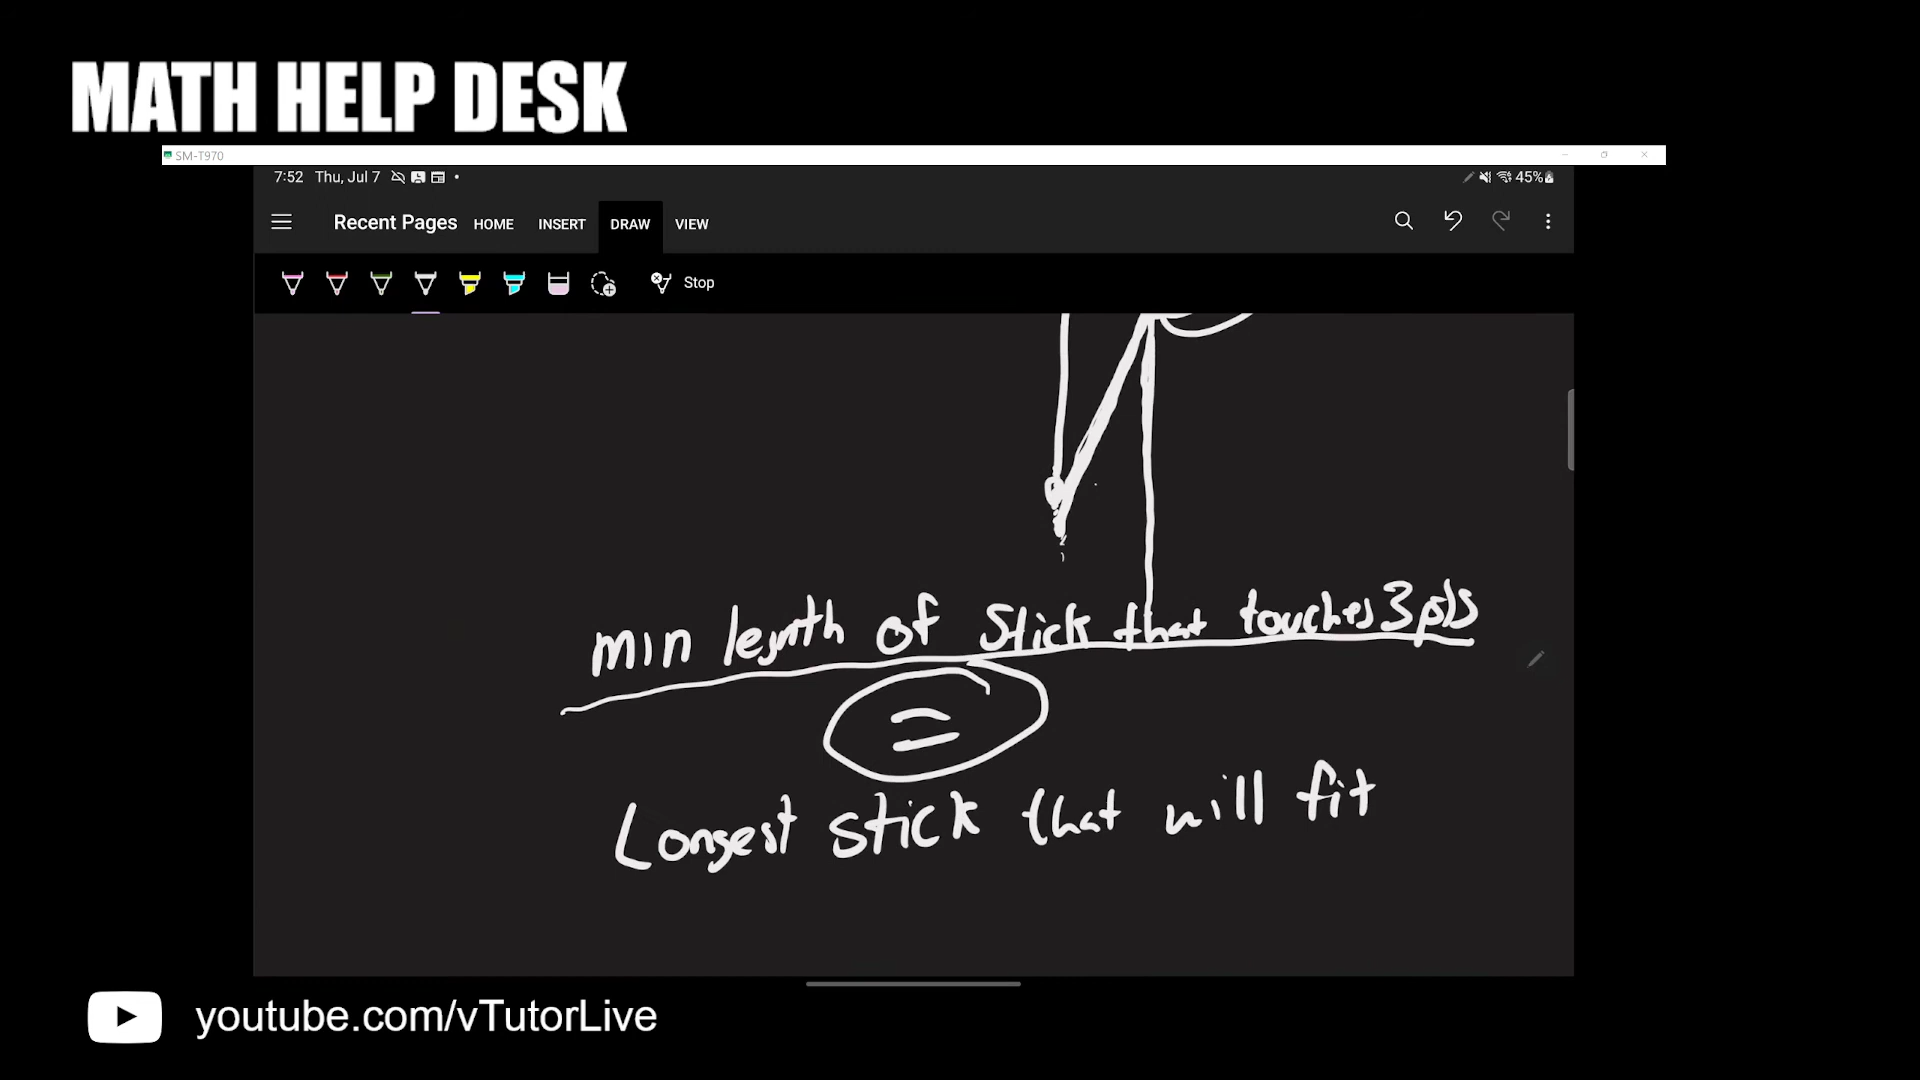 MATH HELP DESK
SM-T970
7:52 Thu, Jul 7
45%
Recent Pages HOME INSERT DRAW VIEW
Stop
min length of stick that touches 3 pts
=
Longest stick that will fit
youtube.com/vTutorLive